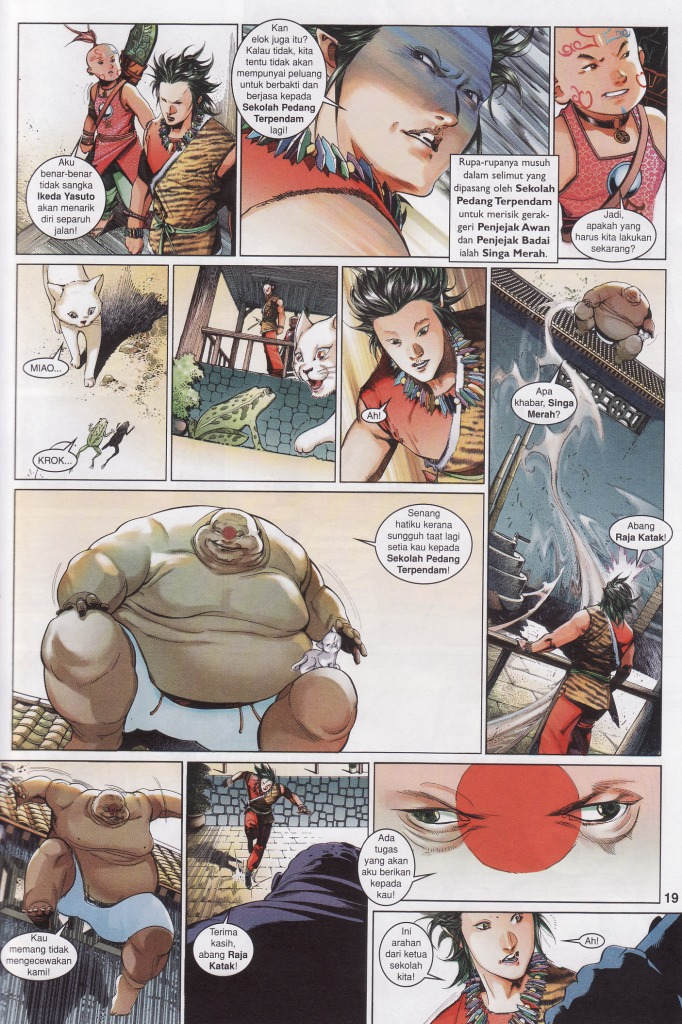 Aku
benar-benar
tidak sangka
Ikeda Yasuto
akan menarik
diri separuh
jalan!
Kan
elok juga itu?
Kalau tidak, kita
tentu tidak akan
mempunyai peluang
untuk berbakti dan
berjasa kepada
Sekolah Pedang
Terpendam
lagi!
Rupa-rupanya musuh
dalam selimut yang
dipasang oleh Sekolah
Pedang Terpendam
untuk merisik gerak-
geri Penjejak Awan
dan Penjejak Badai
ialah Singa Merah.
Jadi,
apakah yang
harus kita lakukan
sekarang?
MIAO...
KROK...
Ah!
Apa
khabar, Singa
Merah?
Abang
Raja Katak!
Senang
hatiku kerana
sungguh taat lagi
setia kau kepada
Sekolah Pedang
Terpendam!
Kau
memang tidak
mengecewakan
kami!
Terima
kasih,
abang Raja
Katak!
Ada
tugas
yang akan
aku berikan
kepada
kau!
19
Ini
arahan
dari ketua
sekolah
kita!
Ah!